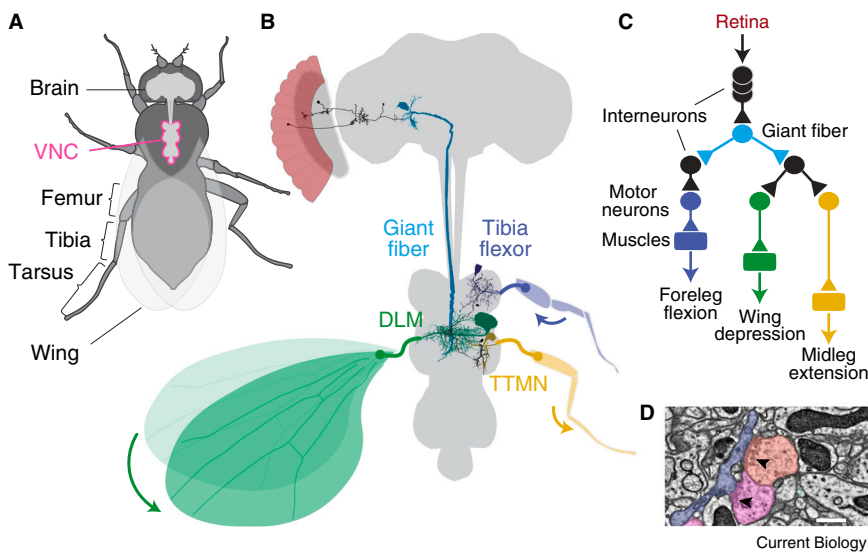 A
Brain
VNC
Femur
Tibia
Tarsus
Wing
B
Giant
fiber
Tibia
flexor
DLM
TTMN
C
Retina
Interneurons
Giant fiber
Motor
neurons
Muscles
Foreleg
flexion
Wing
depression
Midleg
extension
D
Current Biology